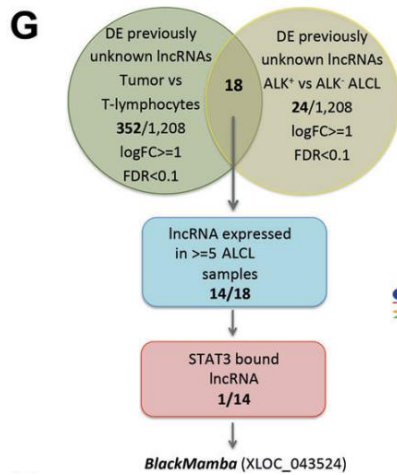 G
DE previously
unknown lncRNAs
Tumor vs
T-lymphocytes
352/1,208
logFC>=1
FDR<0.1
18
DE previously
unknown lncRNAs
ALK+ vs ALK- ALCL
24/1,208
logFC>=1
FDR<0.1
lncRNA expressed
in >=5 ALCL
samples
14/18
STAT3 bound
lncRNA
1/14
BlackMamba (XLOC_043524)